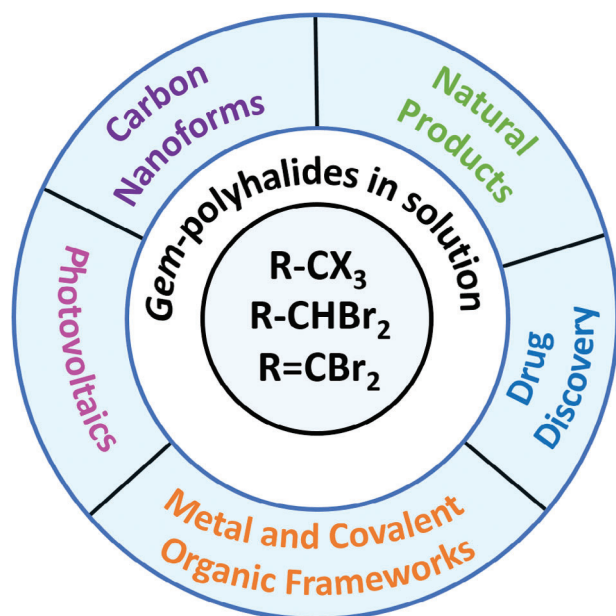 Carbon
Nanoforms
Natural
Products
Gem-polyhalides in solution
R-CX₃
R-CHBr₂
R=CBr₂
Photovoltaics
Drug
Discovery
Metal and Covalent
Organic Frameworks